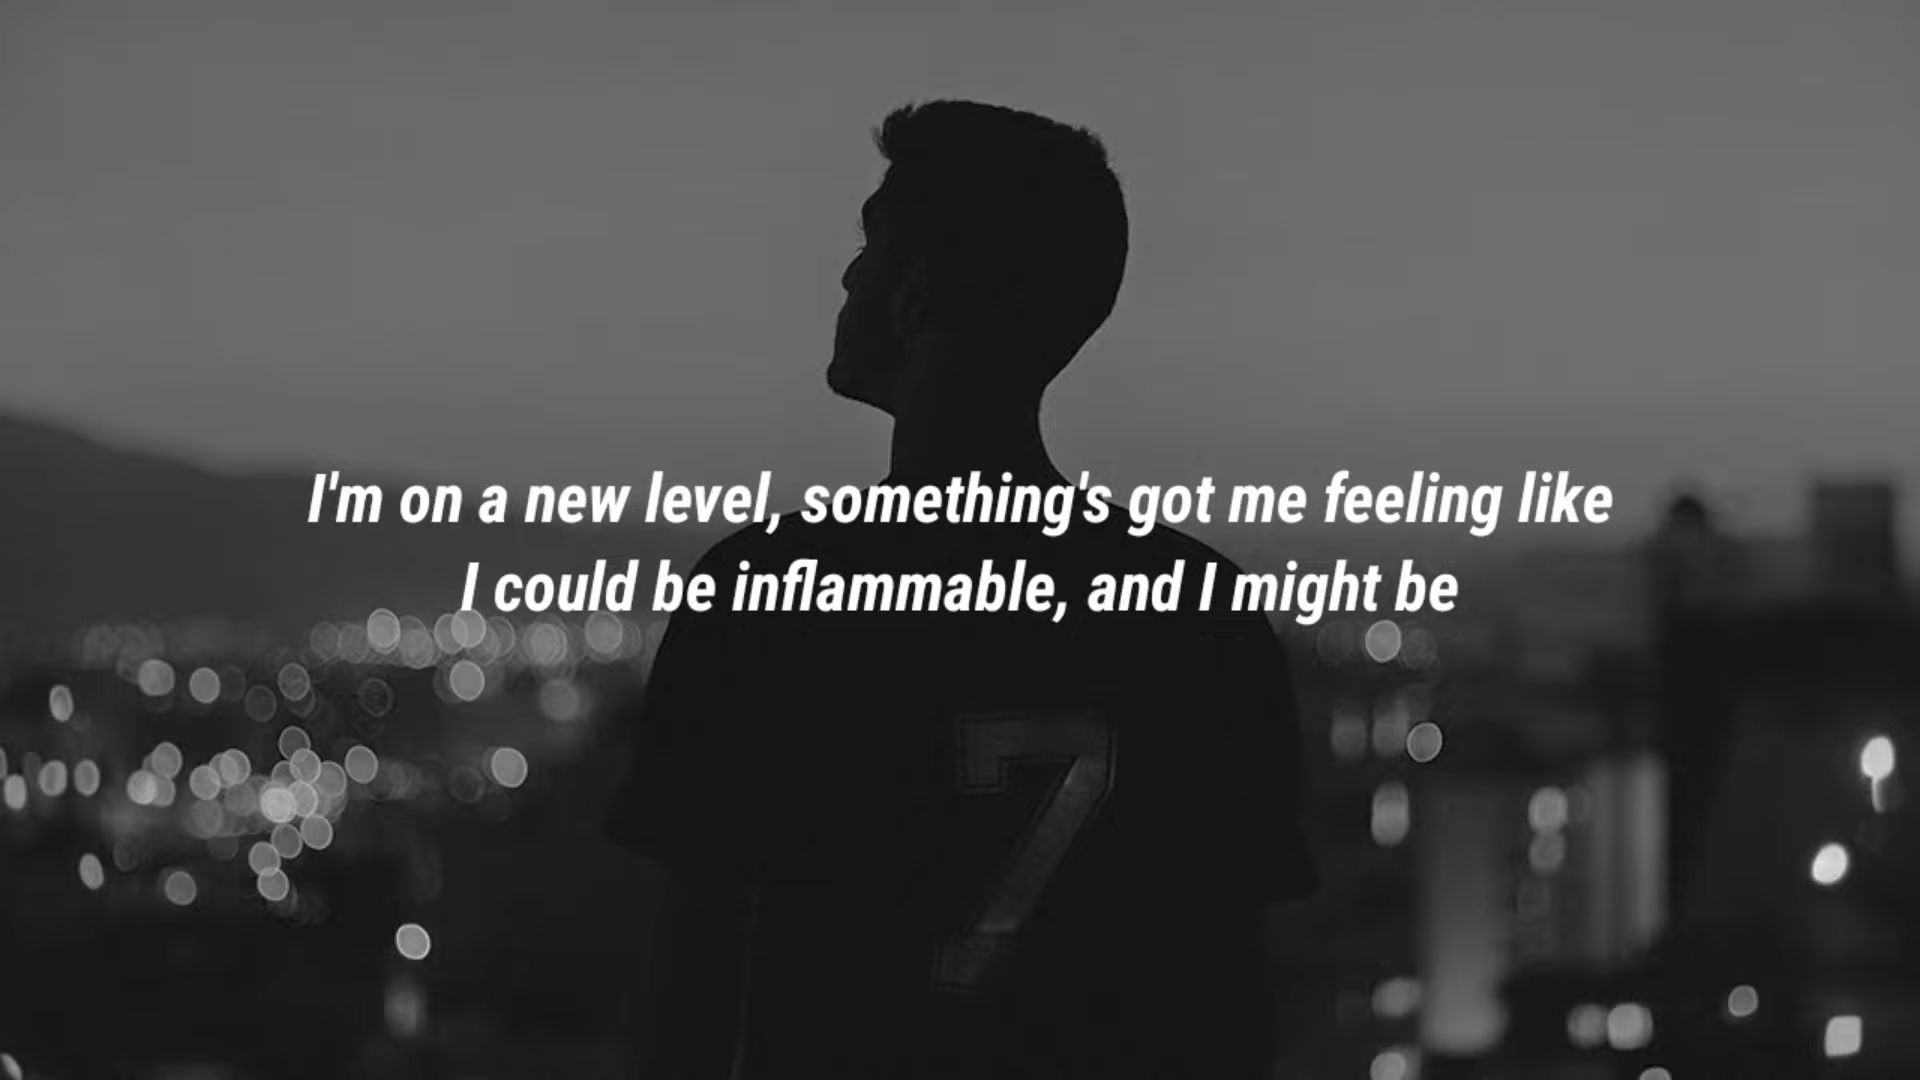 I'm on a new level, something's got me feeling like
I could be inflammable, and I might be
7